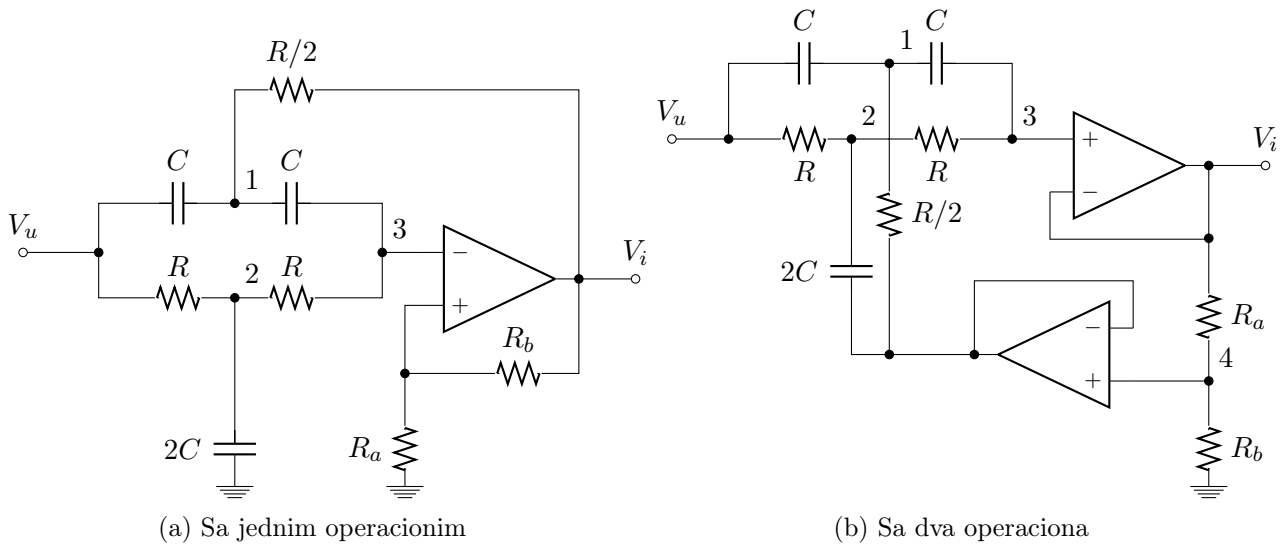 R/2
C
C
1
V_u
R
2
R
3
−
+
V_i
R_b
R_a
2C
(a) Sa jednim operacionim
C
1
C
V_u
2
3
R
R
+
−
V_i
R/2
2C
−
+
R_a
4
R_b
(b) Sa dva operaciona